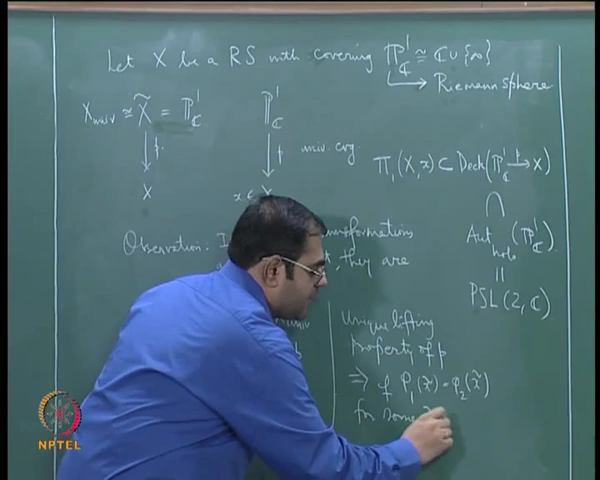 Let X be a RS with covering ℙ¹_ℂ ≅ ℂ ∪ {∞}
Riemann sphere
X_univ ≅ X̃ = ℙ¹_ℂ
ℙ¹_ℂ
p
p univ. cvg
X
x ∈ X
Π₁(X, x) ⊂ Deck(ℙ¹_ℂ →^p X)
∩
Aut_holo(ℙ¹_ℂ)
||
PSL(2, ℂ)
Observation: transformations
they are
univ
Unique lifting
property of p
⇒ if φ₁(x̃) = φ₂(x̃)
for some
NPTEL